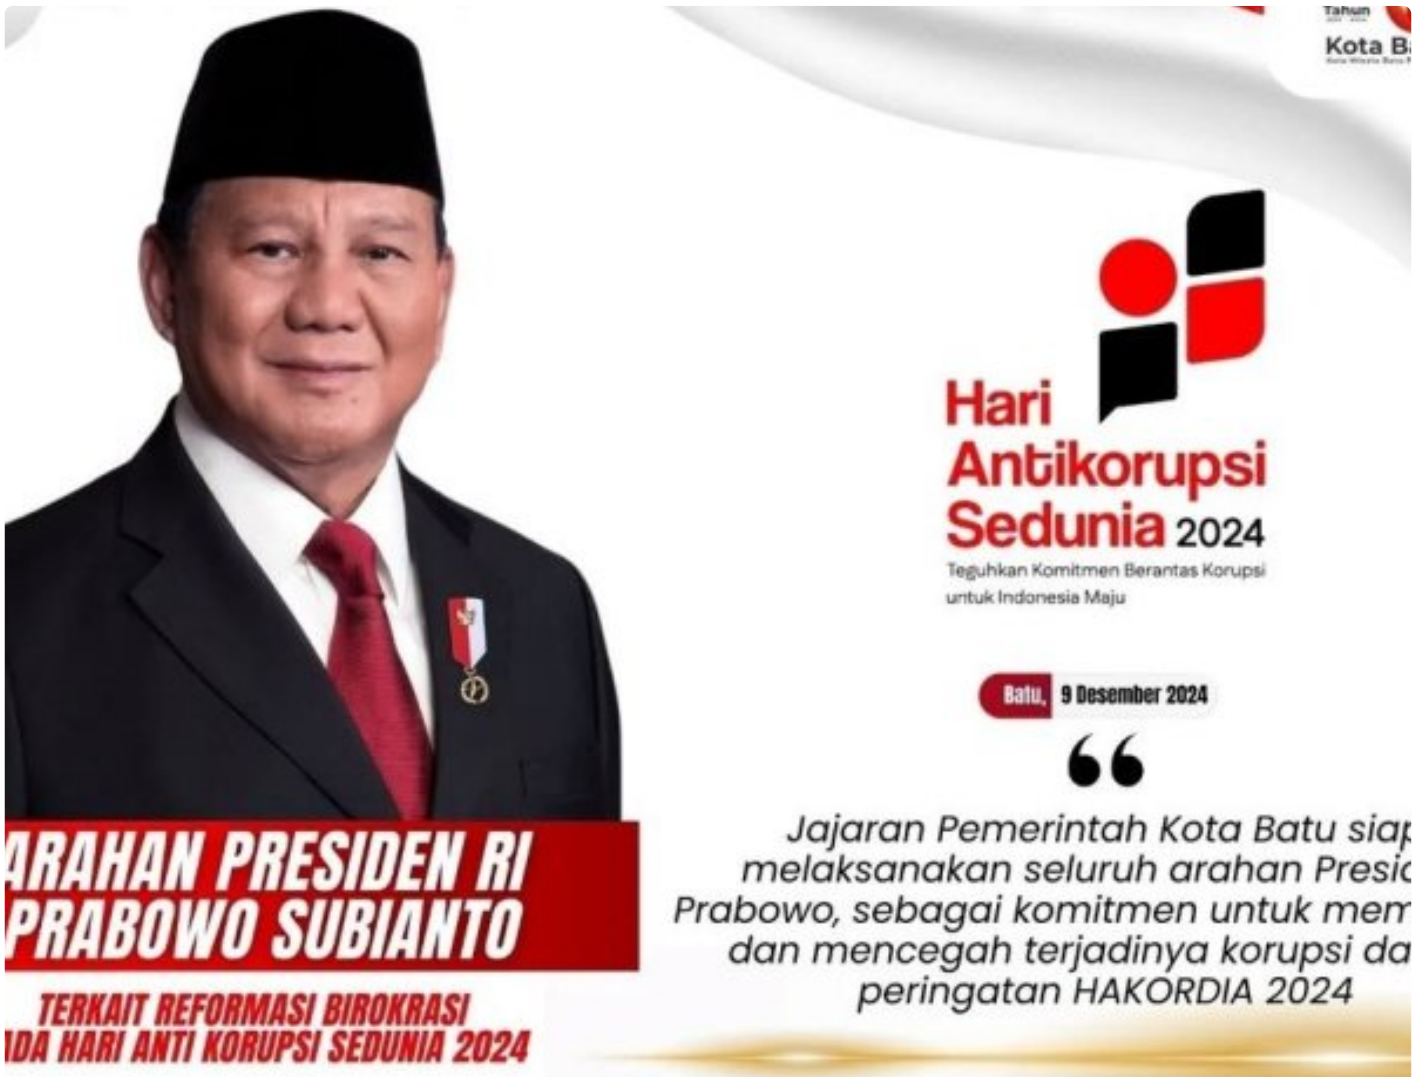 Tahun
Kota Ba
Hari
Antikorupsi
Sedunia 2024
Teguhkan Komitmen Berantas Korupsi
untuk Indonesia Maju
Batu, 9 Desember 2024
“
Jajaran Pemerintah Kota Batu siap
melaksanakan seluruh arahan Presid
Prabowo, sebagai komitmen untuk mem
dan mencegah terjadinya korupsi da
peringatan HAKORDIA 2024
ARAHAN PRESIDEN RI
PRABOWO SUBIANTO
TERKAIT REFORMASI BIROKRASI
DA HARI ANTI KORUPSI SEDUNIA 2024